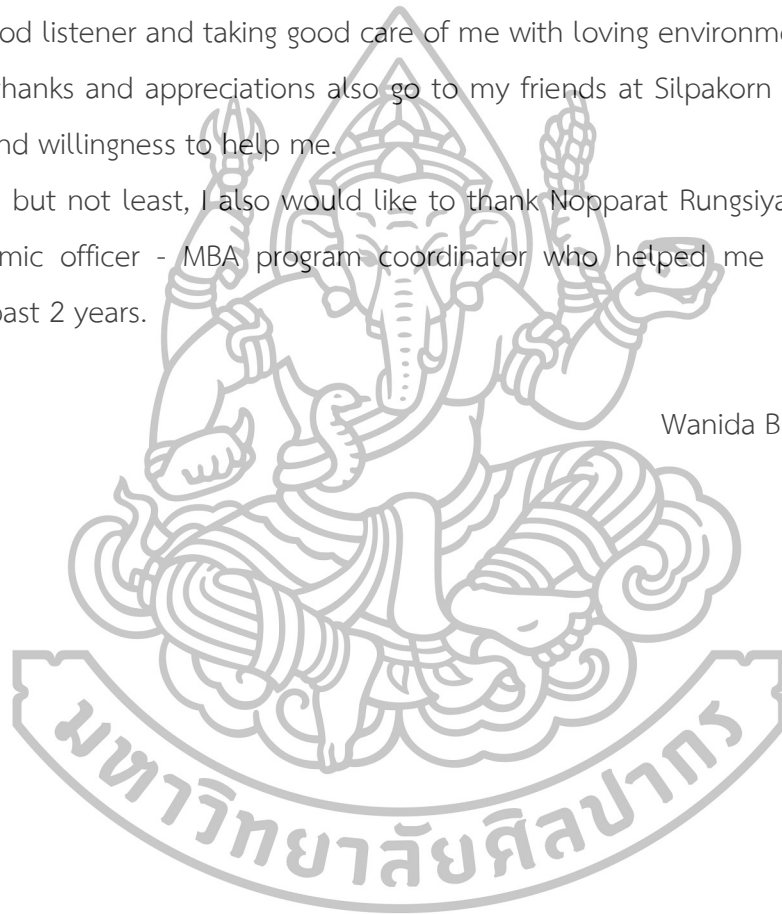 od listener and taking good care of me with loving environme
hanks and appreciations also go to my friends at Silpakorn
nd willingness to help me.
but not least, I also would like to thank Nopparat Rungsiya
mic officer - MBA program coordinator who helped me
past 2 years.
Wanida B
มหาวิทยาลัยศิลปากร